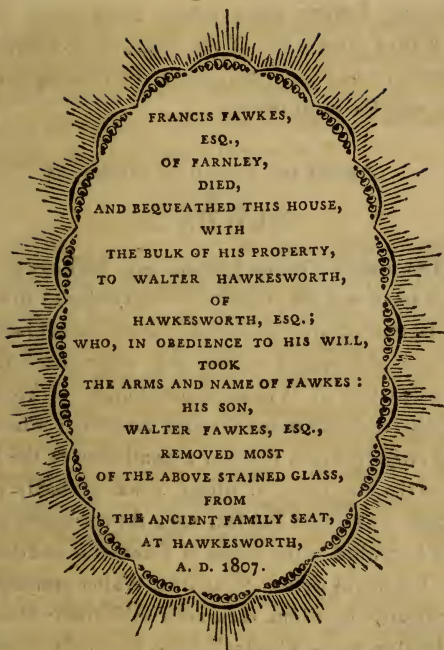 FRANCIS FAWKES,
ESQ.,
OF FARNLEY,
DIED,
AND BEQUEATHED THIS HOUSE,
WITH
THE BULK OF HIS PROPERTY,
TO WALTER HAWKESWORTH,
OF
HAWKESWORTH, ESQ.;
WHO, IN OBEDIENCE TO HIS WILL,
TOOK
THE ARMS AND NAME OF FAWKES:
HIS SON,
WALTER FAWKES, ESQ.,
REMOVED MOST
OF THE ABOVE STAINED GLASS,
FROM
THE ANCIENT FAMILY SEAT,
AT HAWKESWORTH,
A. D. 1807.